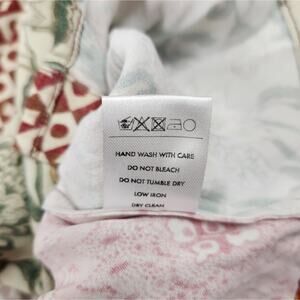 HAND WASH WITH CARE
DO NOT BLEACH
DO NOT TUMBLE DRY
LOW IRON
DRY CLEAN